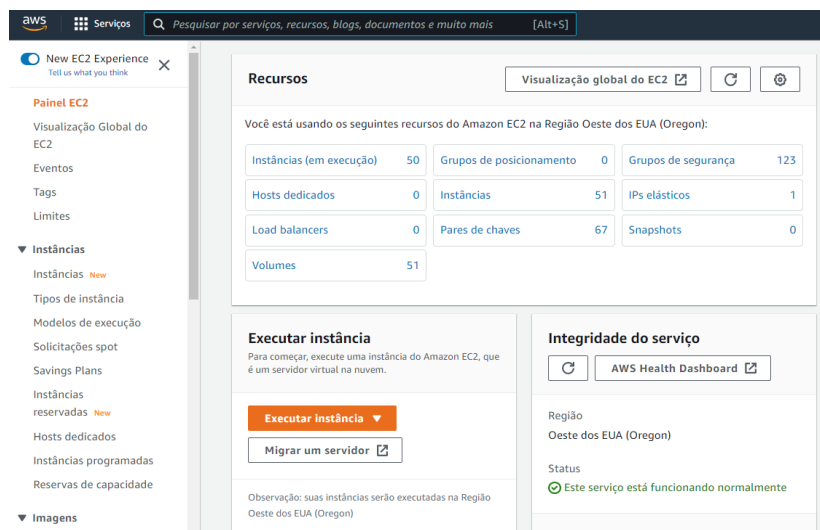 aws
Serviços
Pesquisar por serviços, recursos, blogs, documentos e muito mais [Alt+S]
New EC2 Experience
Tell us what you think
Painel EC2
Visualização Global do
EC2
Eventos
Tags
Limites
Instâncias
Instâncias New
Tipos de instância
Modelos de execução
Solicitações spot
Savings Plans
Instâncias
reservadas New
Hosts dedicados
Instâncias programadas
Reservas de capacidade
Imagens
Recursos
Visualização global do EC2
Você está usando os seguintes recursos do Amazon EC2 na Região Oeste dos EUA (Oregon):
Instâncias (em execução) 50
Grupos de posicionamento 0
Grupos de segurança 123
Hosts dedicados 0
Instâncias 51
IPs elásticos 1
Load balancers 0
Pares de chaves 67
Snapshots 0
Volumes 51
Executar instância
Para começar, execute uma instância do Amazon EC2, que
é um servidor virtual na nuvem.
Executar instância
Migrar um servidor
Observação: suas instâncias serão executadas na Região
Oeste dos EUA (Oregon)
Integridade do serviço
AWS Health Dashboard
Região
Oeste dos EUA (Oregon)
Status
Este serviço está funcionando normalmente